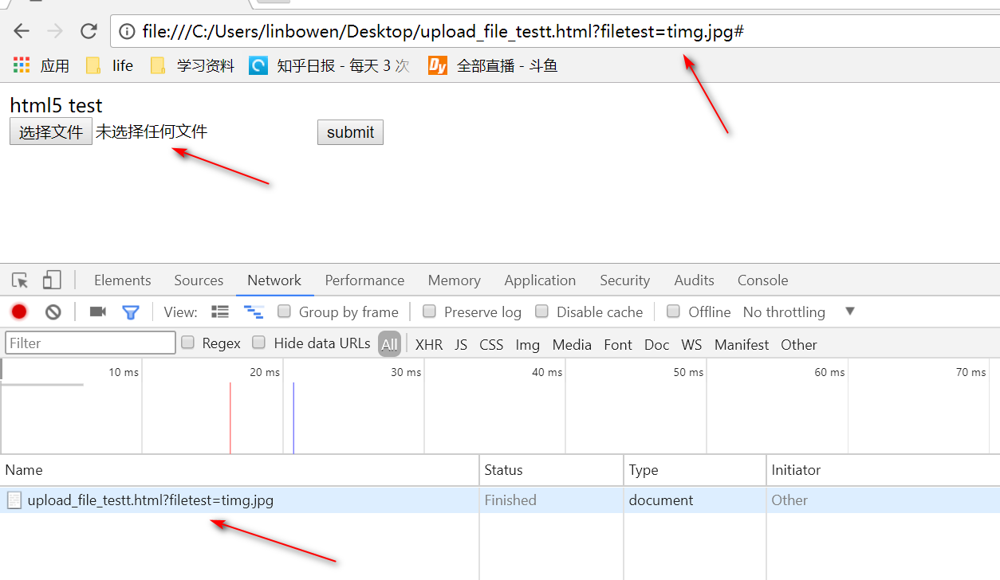 file:///C:/Users/linbowen/Desktop/upload_file_testt.html?filetest=timg.jpg#
应用 life 学习资料 知乎日报 - 每天 3 次 Dy 全部直播 - 斗鱼
html5 test
选择文件 未选择任何文件 submit
Elements Sources Network Performance Memory Application Security Audits Console
View: Group by frame Preserve log Disable cache Offline No throttling
Filter Regex Hide data URLs All XHR JS CSS Img Media Font Doc WS Manifest Other
10 ms 20 ms 30 ms 40 ms 50 ms 60 ms 70 ms
Name Status Type Initiator
upload_file_testt.html?filetest=timg.jpg Finished document Other